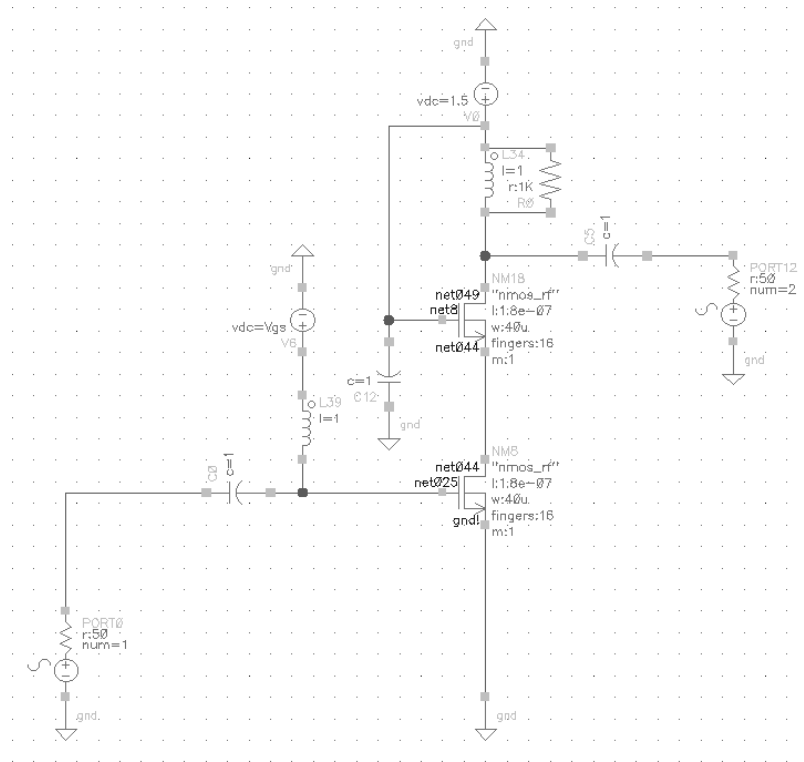 gnd
vdc=1.5
V0
L34
l=1
r:1K
R0
C5
c=1
PORT12
r:50
num=2
gnd
gnd
vdc=Vgs
V6
L39
l=1
net049
net8
net044
NM18
"nmos_rf"
l:1.8e-07
w:40u
fingers:16
m:1
c=1
C12
gnd
C0
c=1
net044
net025
gnd!
NM8
"nmos_rf"
l:1.8e-07
w:40u
fingers:16
m:1
PORT0
r:50
num=1
gnd
gnd